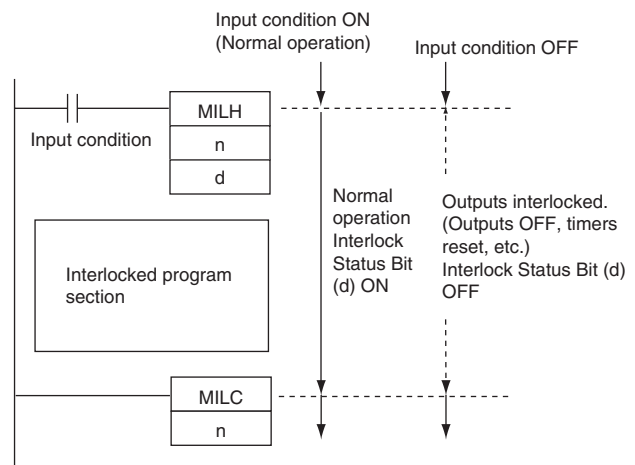 Input condition ON
(Normal operation)
Input condition OFF
MILH
Input condition
n
d
Normal
operation
Interlock
Status Bit
(d) ON
Outputs interlocked.
(Outputs OFF, timers
reset, etc.)
Interlock Status Bit (d)
OFF
Interlocked program
section
MILC
n